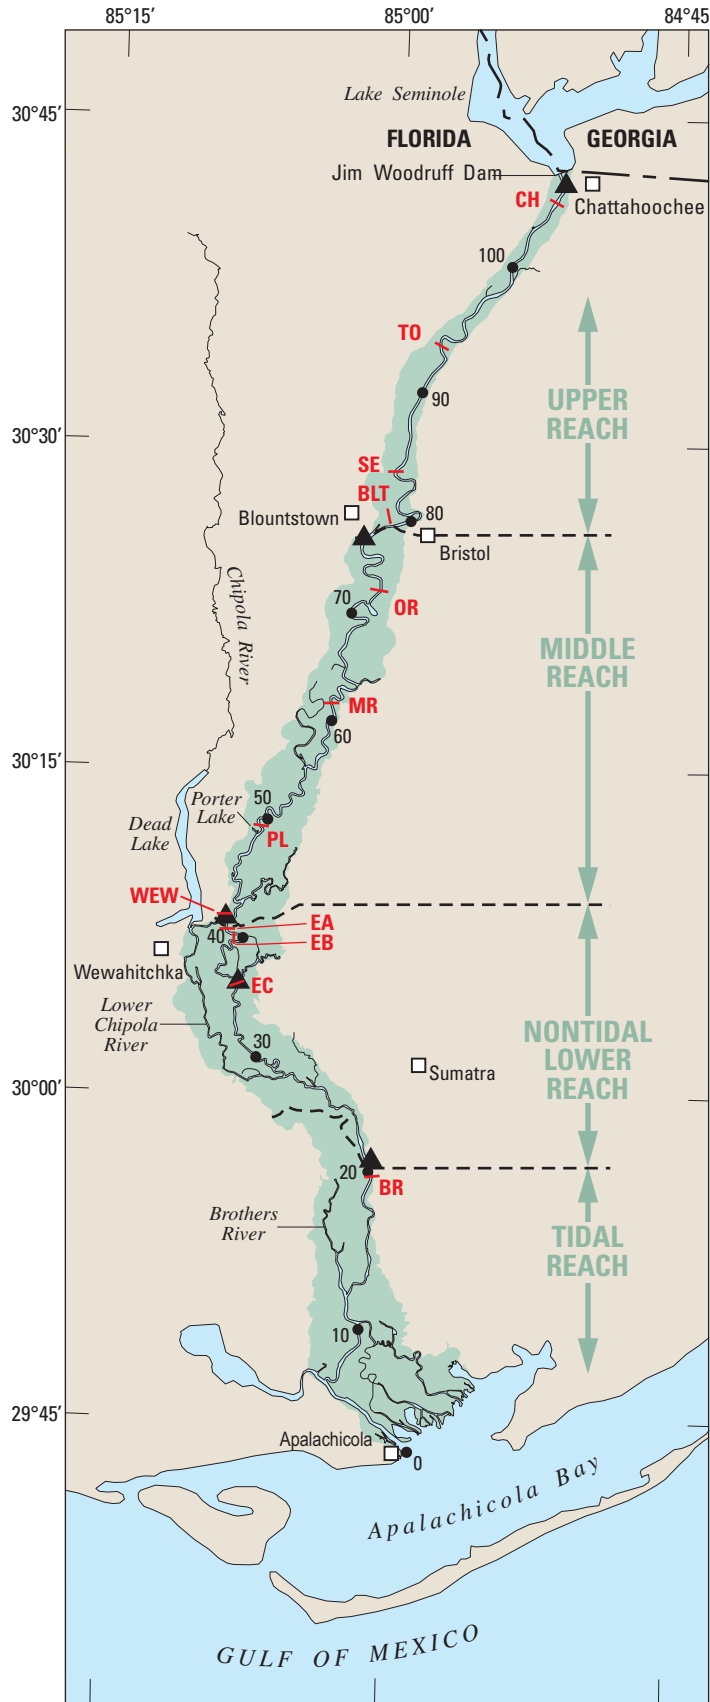 85°15′
85°00′
84°45
Lake Seminole
30°45′
FLORIDA
GEORGIA
Jim Woodruff Dam
CH
Chattahoochee
100
TO
90
UPPER
REACH
30°30′
SE
BLT
Blountstown
80
Bristol
Chipola River
70
OR
MIDDLE
REACH
MR
60
30°15′
50
Porter
Lake
Dead
Lake
PL
WEW
EA
40
EB
Wewahitchka
EC
Lower
Chipola
River
NONTIDAL
LOWER
REACH
30
Sumatra
30°00′
20
BR
Brothers
River
TIDAL
REACH
10
29°45′
Apalachicola
0
Apalachicola Bay
GULF OF MEXICO